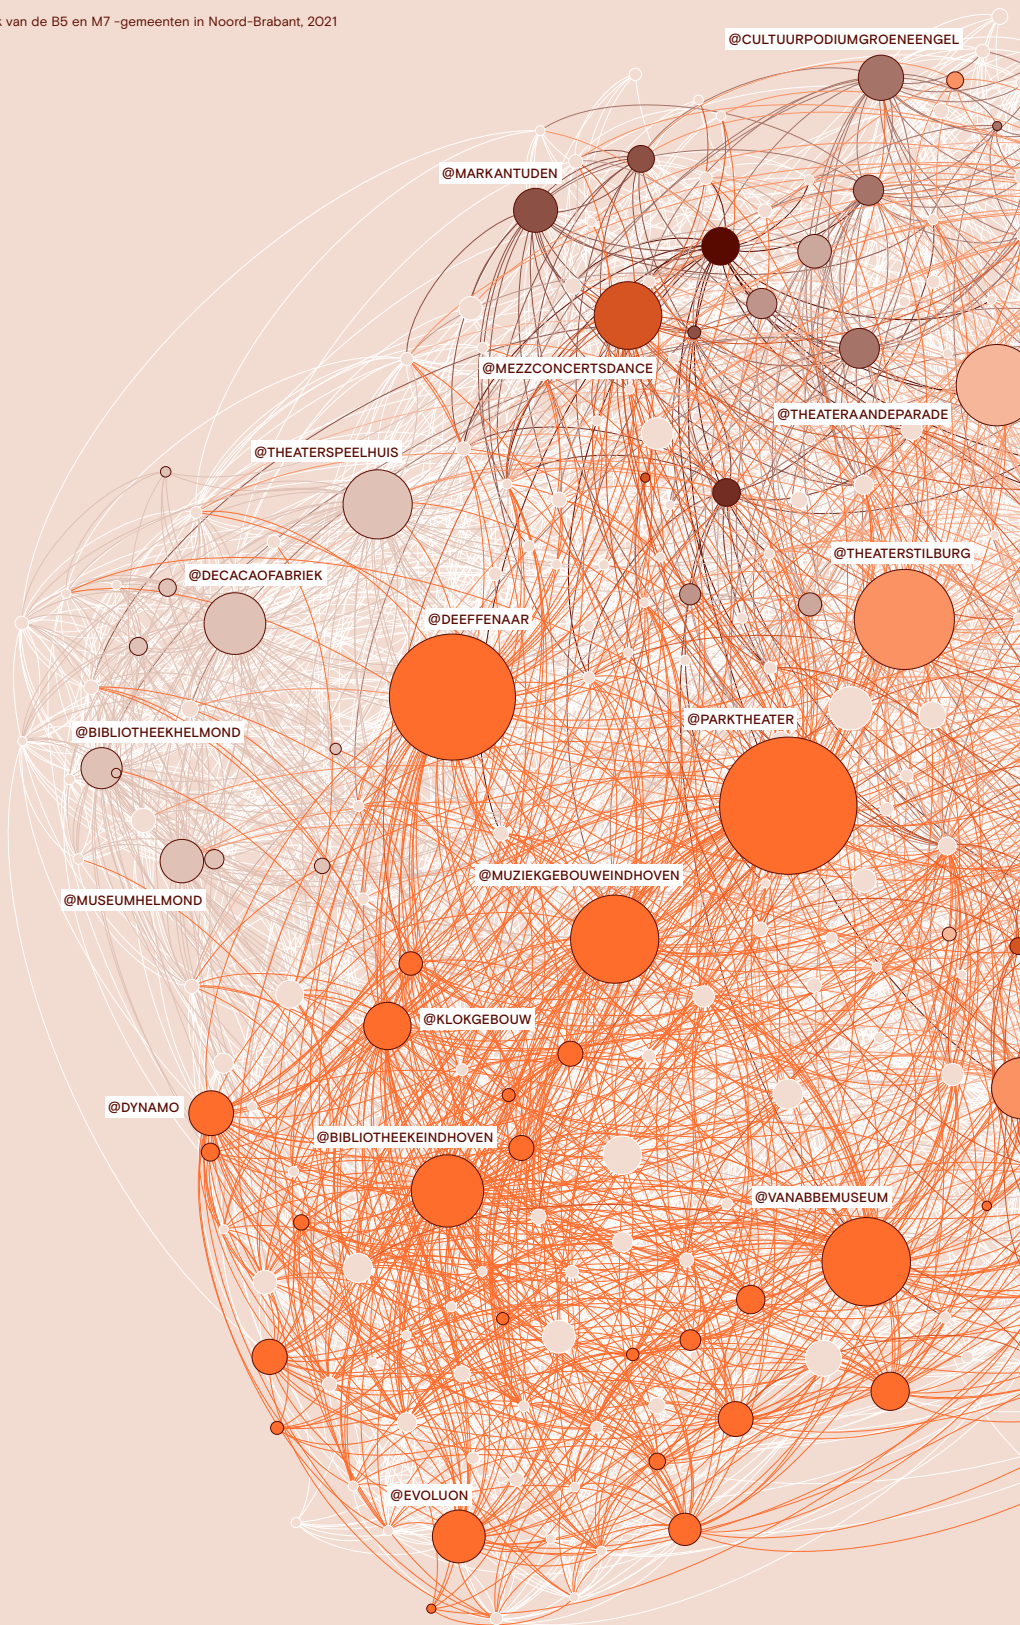 van de B5 en M7 -gemeenten in Noord-Brabant, 2021
@CULTUURPODIUMGROENEENGEL
@MARKANTUDEN
@MEZZCONCERTSDANCE
@THEATERAANDEPARADE
@THEATERSPEELHUIS
@THEATERSTILBURG
@DECACAOFABRIEK
@DEEFFENAAR
@PARKTHEATER
@BIBLIOTHEEKHELMOND
@MUZIEKGEBOUWEINDHOVEN
@MUSEUMHELMOND
@KLOKGEBOUW
@DYNAMO
@BIBLIOTHEEKEINDHOVEN
@VANABBEMUSEUM
@EVOLUON